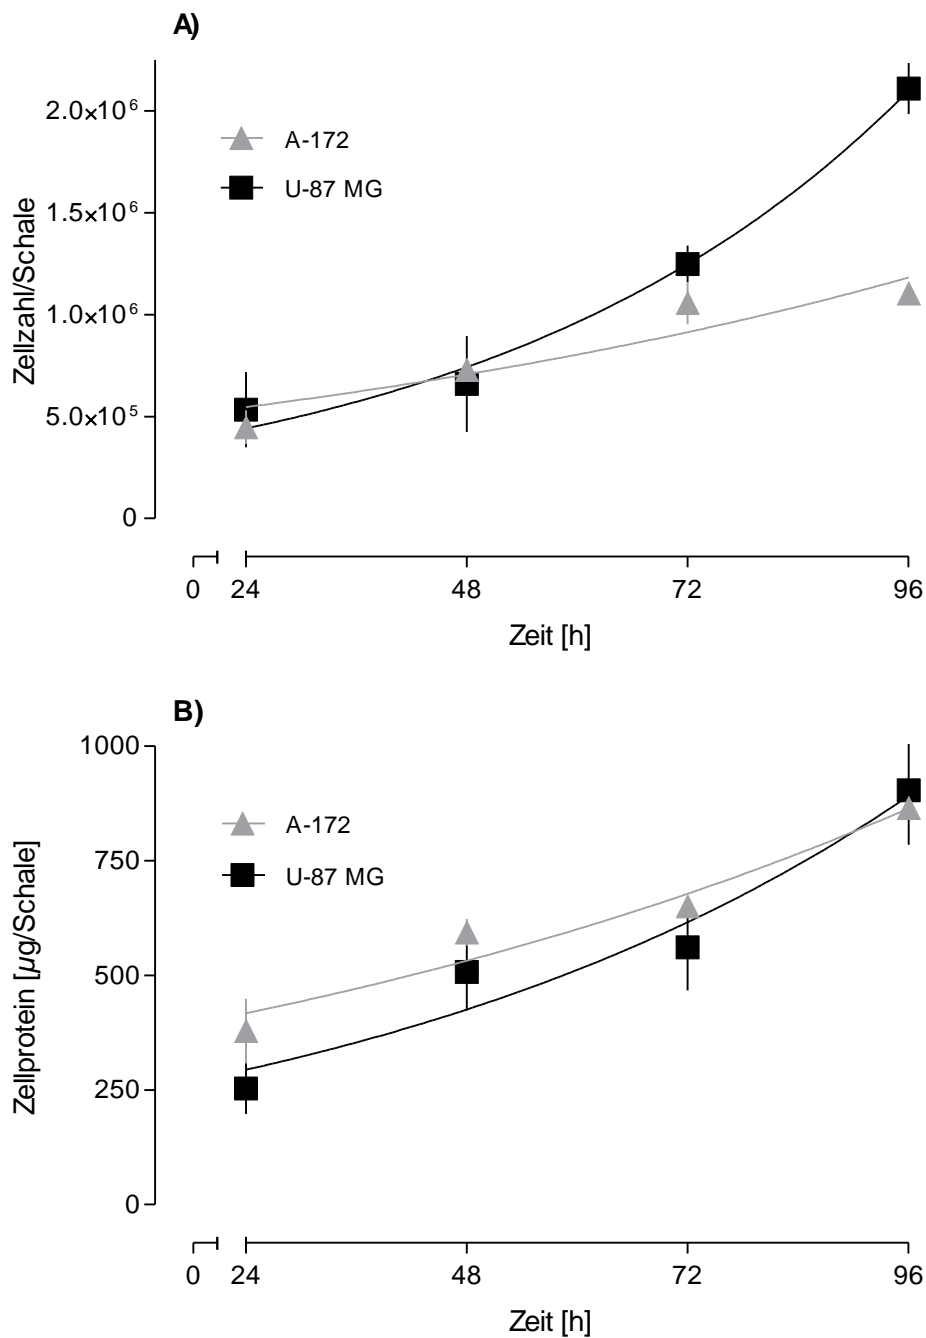 A)
Zellzahl/Schale
2.0×10⁶
1.5×10⁶
1.0×10⁶
5.0×10⁵
0
A-172
U-87 MG
0 24 48 72 96
Zeit [h]
B)
Zellprotein [µg/Schale]
1000
750
500
250
0
A-172
U-87 MG
0 24 48 72 96
Zeit [h]